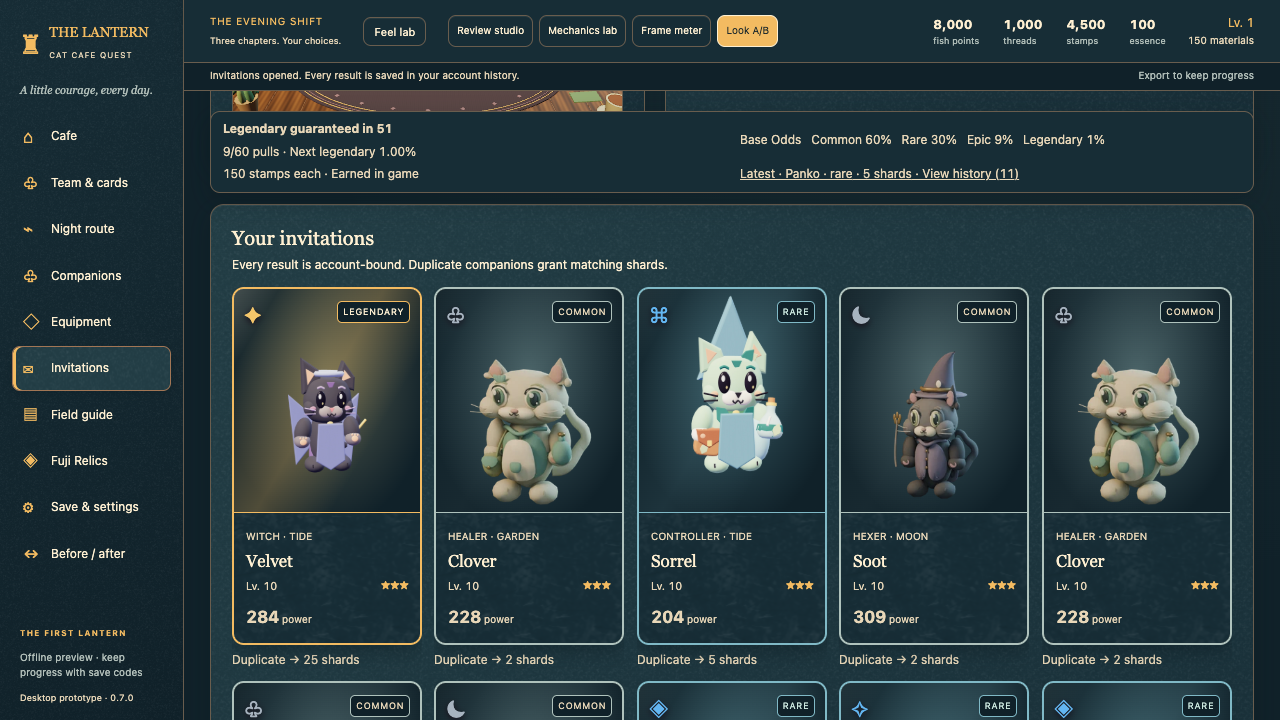 THE LANTERN
CAT CAFE QUEST
A little courage, every day.
Cafe
Team & cards
Night route
Companions
Equipment
Invitations
Field guide
Fuji Relics
Save & settings
Before / after
THE FIRST LANTERN
Offline preview · keep
progress with save codes
Desktop prototype · 0.7.0
THE EVENING SHIFT
Three chapters. Your choices.
Feel lab
Review studio
Mechanics lab
Frame meter
Look A/B
8,000
fish points
1,000
threads
4,500
stamps
100
essence
Lv. 1
150 materials
Invitations opened. Every result is saved in your account history.
Export to keep progress
Legendary guaranteed in 51
9/60 pulls · Next legendary 1.00%
150 stamps each · Earned in game
Base Odds Common 60% Rare 30% Epic 9% Legendary 1%
Latest · Panko · rare · 5 shards · View history (11)
Your invitations
Every result is account-bound. Duplicate companions grant matching shards.
LEGENDARY
WITCH · TIDE
Velvet
Lv. 10
284 power
Duplicate → 25 shards
COMMON
HEALER · GARDEN
Clover
Lv. 10
228 power
Duplicate → 2 shards
RARE
CONTROLLER · TIDE
Sorrel
Lv. 10
204 power
Duplicate → 5 shards
COMMON
HEXER · MOON
Soot
Lv. 10
309 power
Duplicate → 2 shards
COMMON
HEALER · GARDEN
Clover
Lv. 10
228 power
Duplicate → 2 shards
COMMON
COMMON
RARE
RARE
RARE